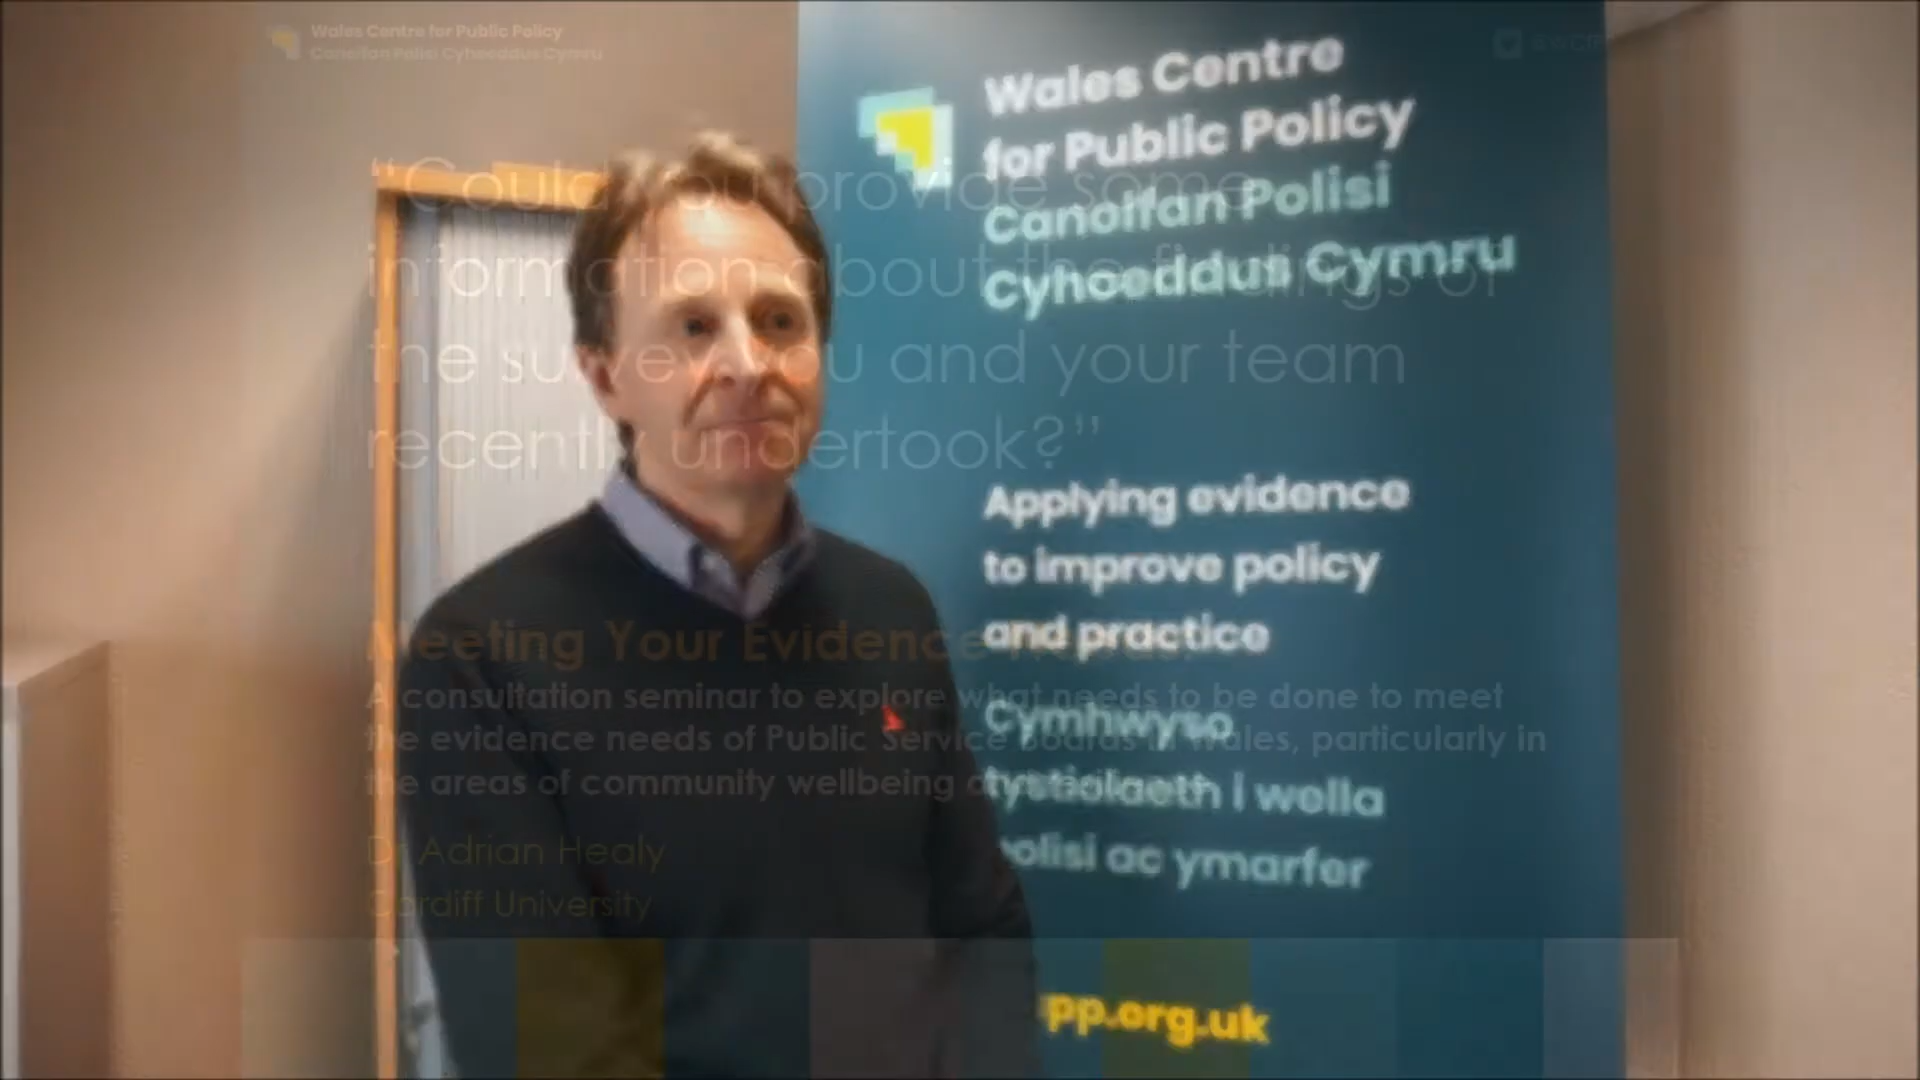 Wales Centre for Public Policy
Canolfan Polisi Cyhoeddus Cymru
Wales Centre
for Public Policy
Canolfan Polisi
Cyhoeddus Cymru
"Could you provide some
information about the findings of
the survey you and your team
recently undertook?"
Applying evidence
to improve policy
and practice
Cymhwyso
tystiolaeth i wella
polisi ac ymarfer
Meeting Your Evidence
A consultation seminar to explore what needs to be done to meet
the evidence needs of Public Service Boards in Wales, particularly in
the areas of community wellbeing
Dr Adrian Healy
Cardiff University
pp.org.uk